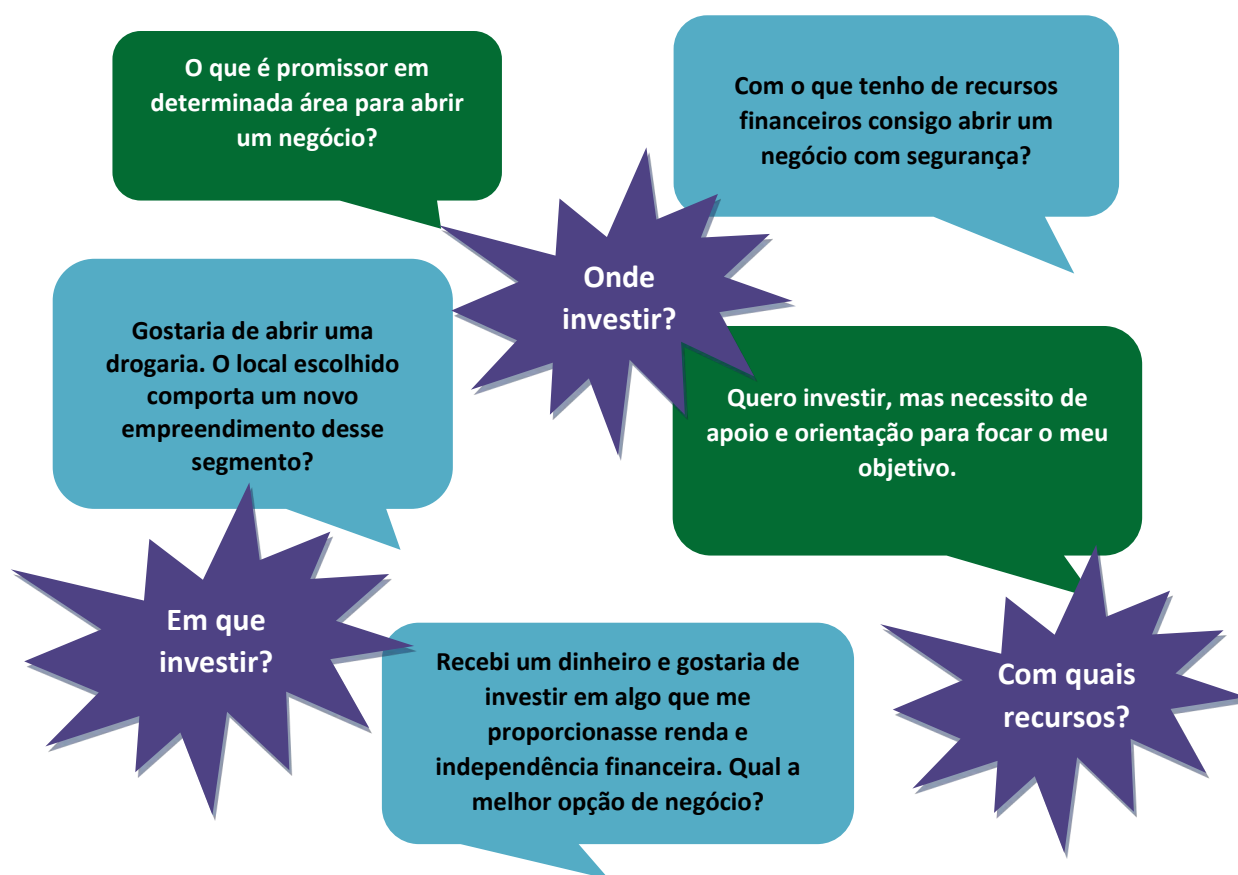 O que é promissor em
determinada área para abrir
um negócio?
Com o que tenho de recursos
financeiros consigo abrir um
negócio com segurança?
Onde
investir?
Gostaria de abrir uma
drogaria. O local escolhido
comporta um novo
empreendimento desse
segmento?
Quero investir, mas necessito de
apoio e orientação para focar o meu
objetivo.
Em que
investir?
Recebi um dinheiro e gostaria de
investir em algo que me
proporcionasse renda e
independência financeira. Qual a
melhor opção de negócio?
Com quais
recursos?